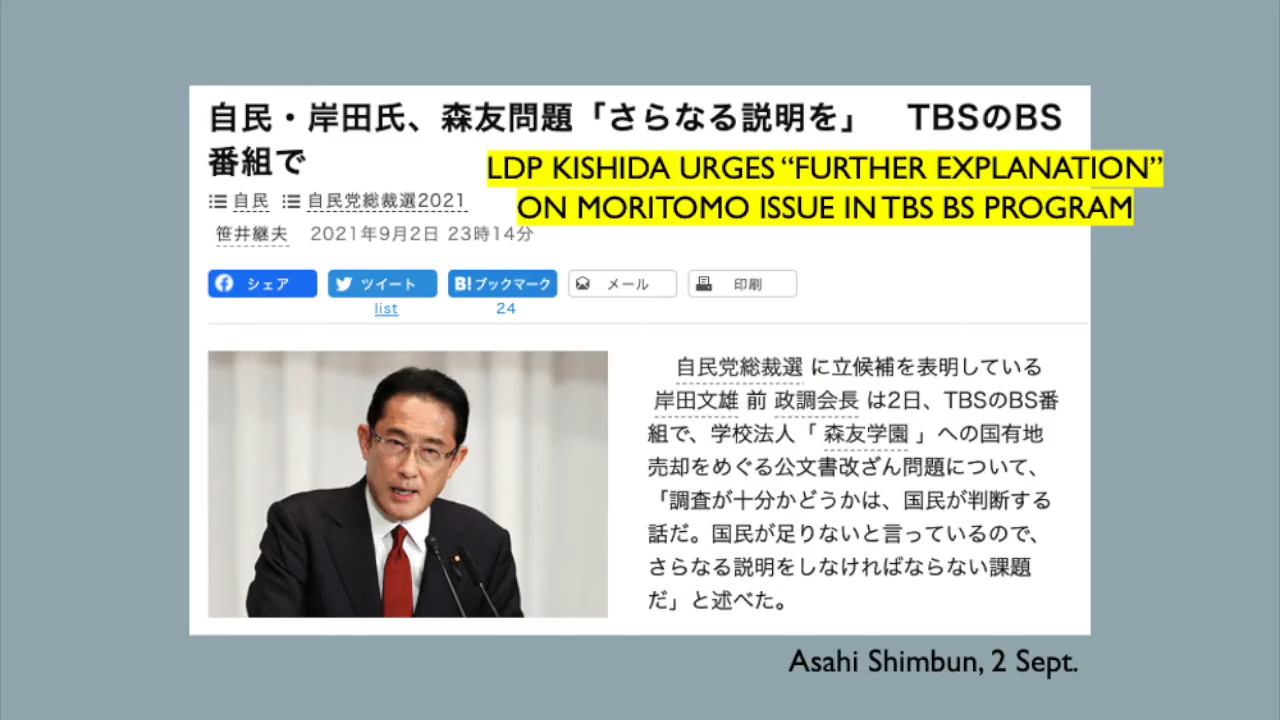 自民・岸田氏、森友問題「さらなる説明を」　TBSのBS
番組で
LDP KISHIDA URGES “FURTHER EXPLANATION”
ON MORITOMO ISSUE IN TBS BS PROGRAM
自民 自民党総裁選2021
笹井継夫 2021年9月2日 23時14分
シェア ツイート B!ブックマーク メール 印刷
list 24
自民党総裁選 に立候補を表明している
岸田文雄 前 政調会長 は2日、TBSのBS番
組で、学校法人「 森友学園 」への国有地
売却をめぐる公文書改ざん問題について、
「調査が十分かどうかは、国民が判断する
話だ。国民が足りないと言っているので、
さらなる説明をしなければならない課題
だ」と述べた。
Asahi Shimbun, 2 Sept.